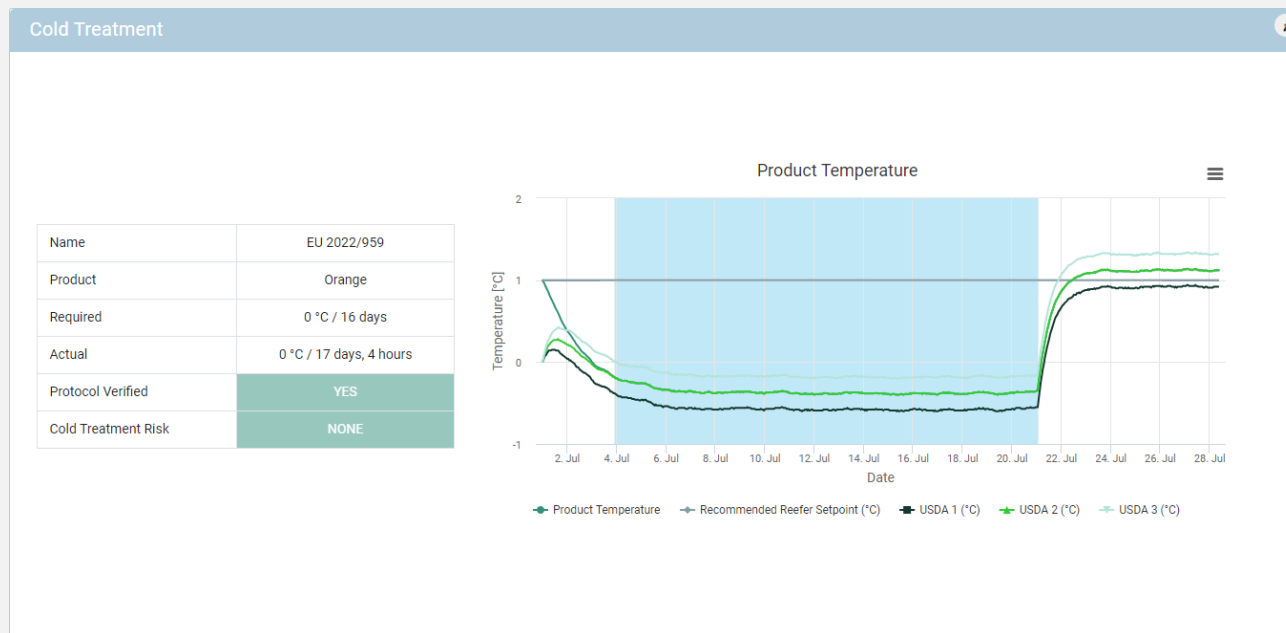 Cold Treatment
Product Temperature
Name EU 2022/959
Product Orange
Required 0 °C / 16 days
Actual 0 °C / 17 days, 4 hours
Protocol Verified YES
Cold Treatment Risk NONE
Temperature [°C]
2
1
0
-1
2. Jul 4. Jul 6. Jul 8. Jul 10. Jul 12. Jul 14. Jul 16. Jul 18. Jul 20. Jul 22. Jul 24. Jul 26. Jul 28. Jul
Date
Product Temperature Recommended Reefer Setpoint (°C) USDA 1 (°C) USDA 2 (°C) USDA 3 (°C)